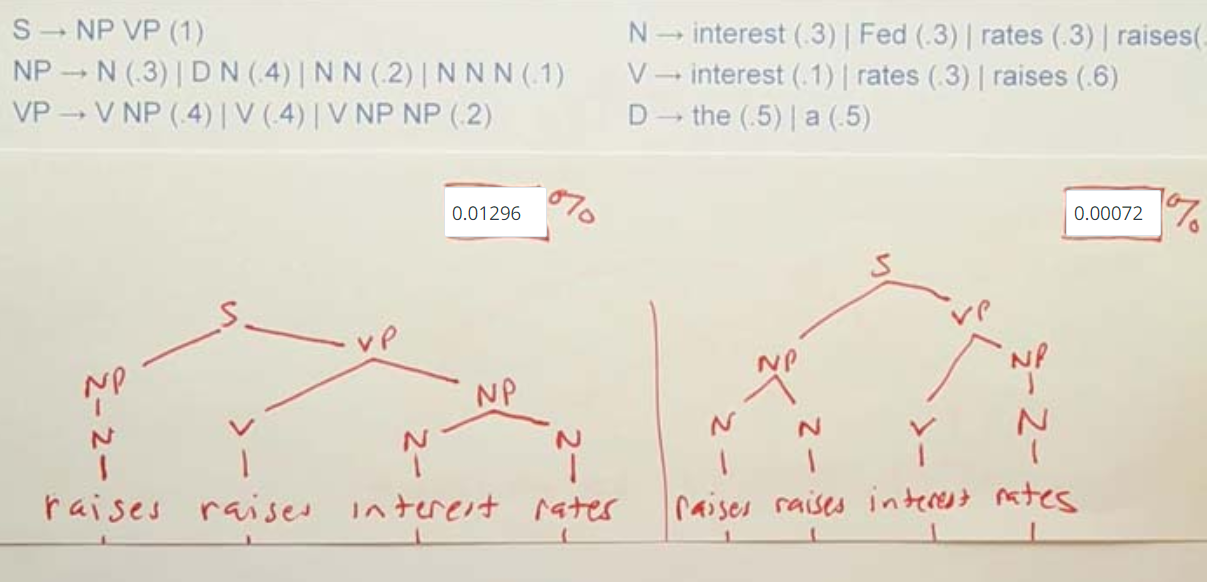 S → NP VP (1)
NP → N (.3) | D N (.4) | N N (.2) | N N N (.1)
VP → V NP (.4) | V (.4) | V NP NP (.2)
N → interest (.3) | Fed (.3) | rates (.3) | raises(.
V → interest (.1) | rates (.3) | raises (.6)
D → the (.5) | a (.5)
0.01296 %
S
VP
NP
NP
N V N N
raises raises interest rates
0.00072 %
S
VP
NP NP
N N V N
raises raises interest rates